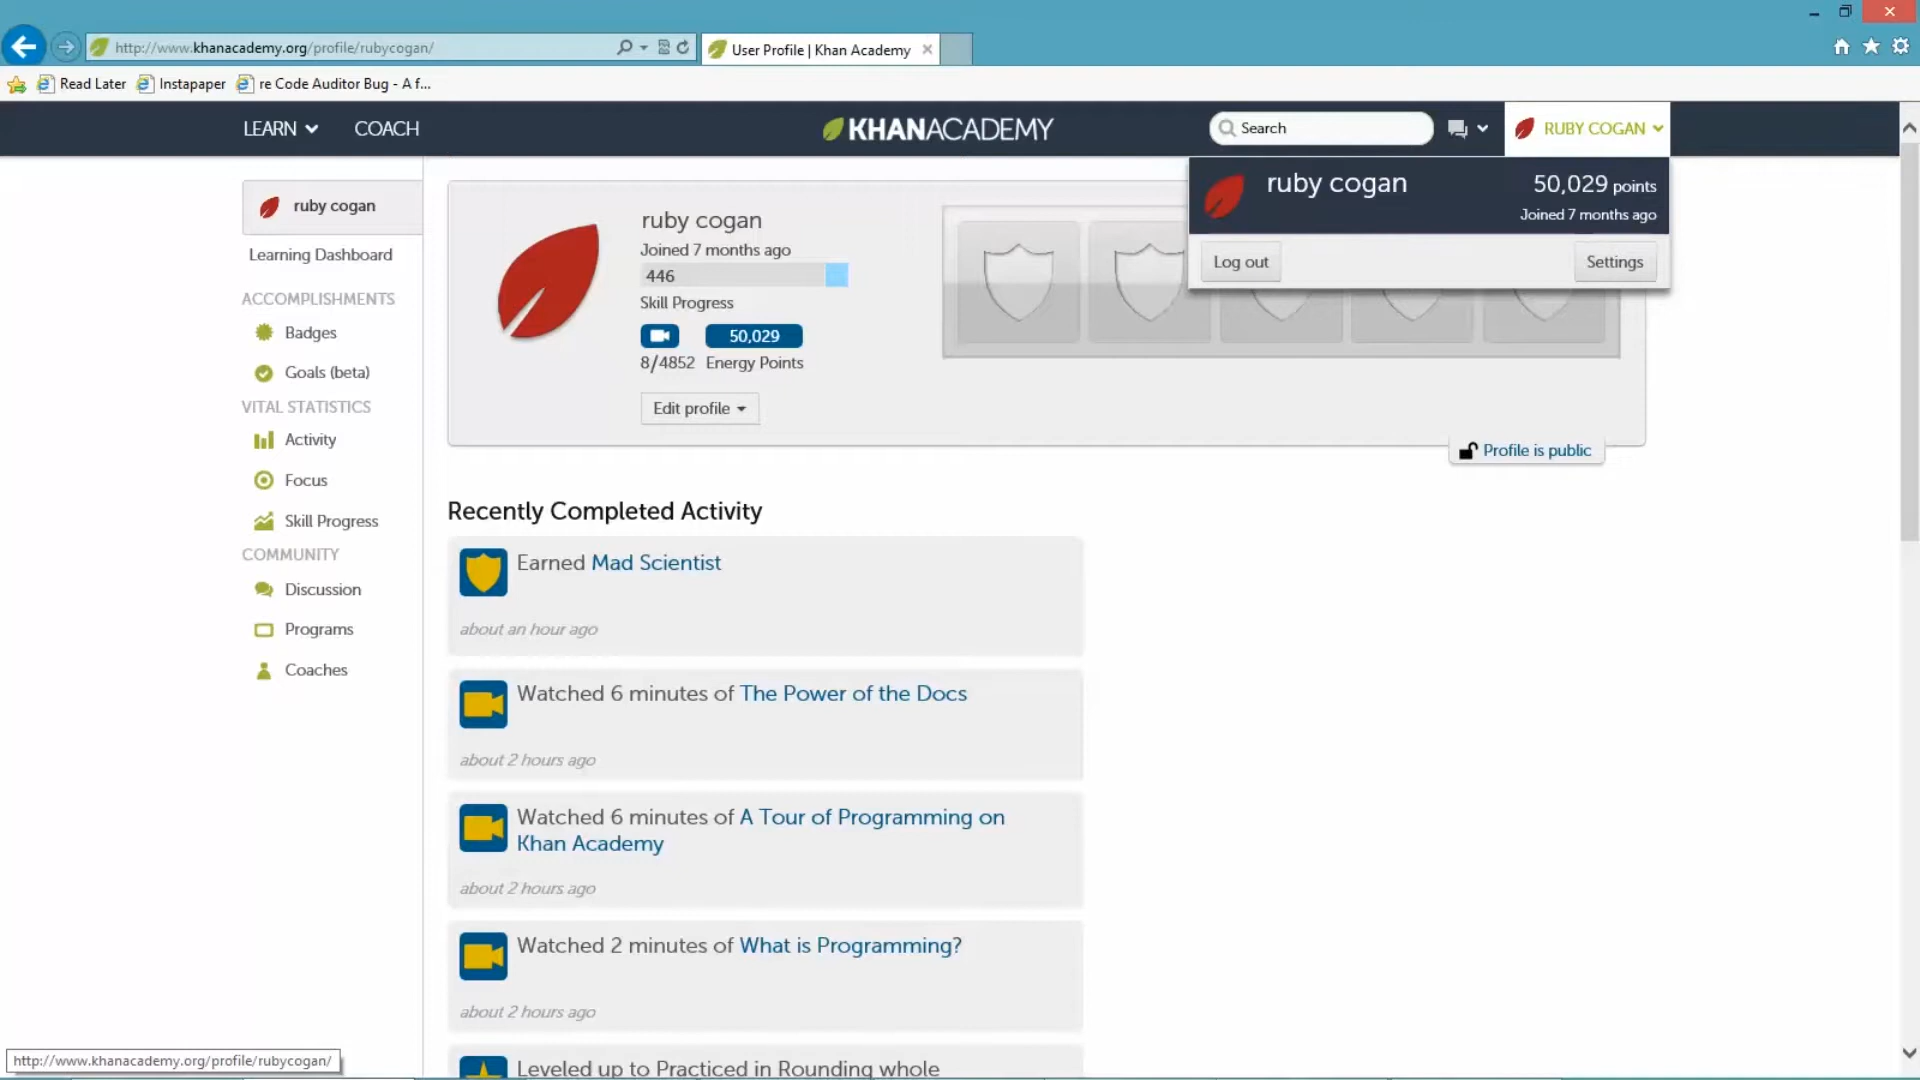 http://www.khanacademy.org/profile/rubycogan/
User Profile | Khan Academy
Read Later
Instapaper
re Code Auditor Bug - A f...
LEARN
COACH
KHANACADEMY
Search
RUBY COGAN
ruby cogan
50,029 points
Joined 7 months ago
Log out
Settings
ruby cogan
Learning Dashboard
ACCOMPLISHMENTS
Badges
Goals (beta)
VITAL STATISTICS
Activity
Focus
Skill Progress
COMMUNITY
Discussion
Programs
Coaches
ruby cogan
Joined 7 months ago
446
Skill Progress
50,029
8/4852
Energy Points
Edit profile
Profile is public
Recently Completed Activity
Earned Mad Scientist
about an hour ago
Watched 6 minutes of The Power of the Docs
about 2 hours ago
Watched 6 minutes of A Tour of Programming on
Khan Academy
about 2 hours ago
Watched 2 minutes of What is Programming?
about 2 hours ago
Leveled up to Practiced in Rounding whole
http://www.khanacademy.org/profile/rubycogan/